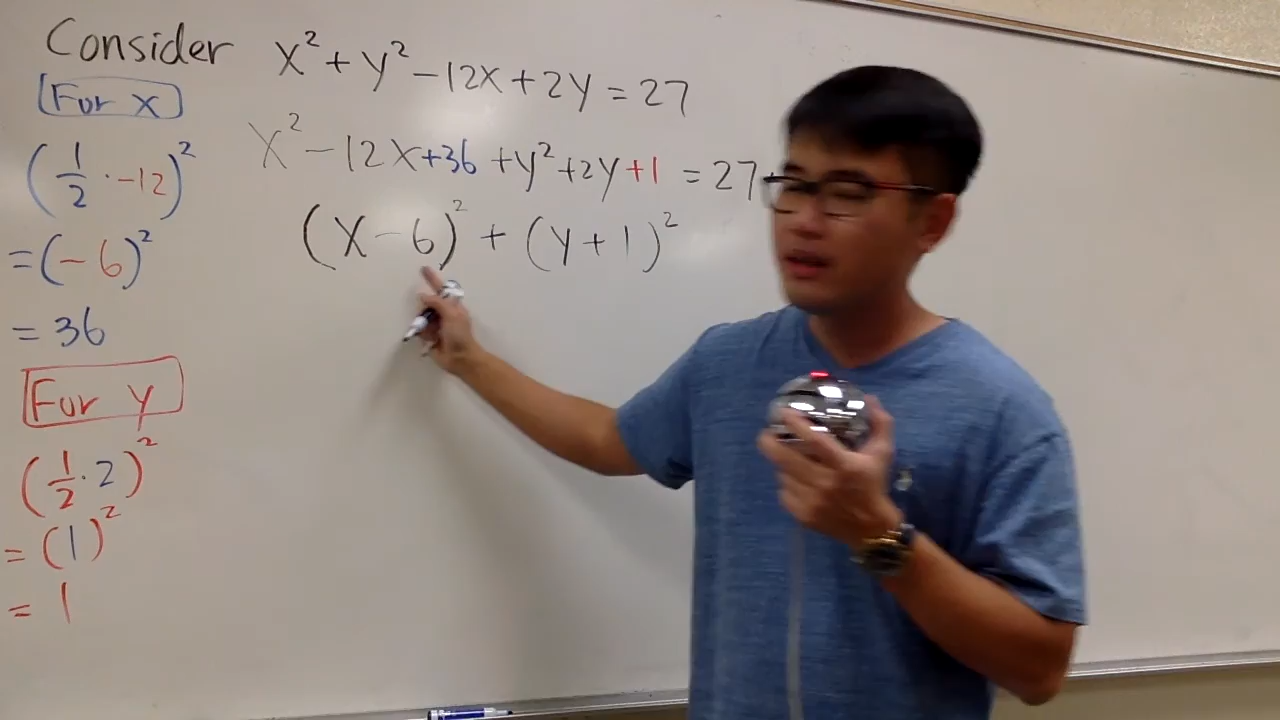 Consider x² + y² - 12x + 2y = 27
For x
x² - 12x + 36 + y² + 2y + 1 = 27
(1/2 · -12)²
(x - 6)² + (y + 1)²
= (-6)²
= 36
For y
(1/2 · 2)²
= (1)²
= 1